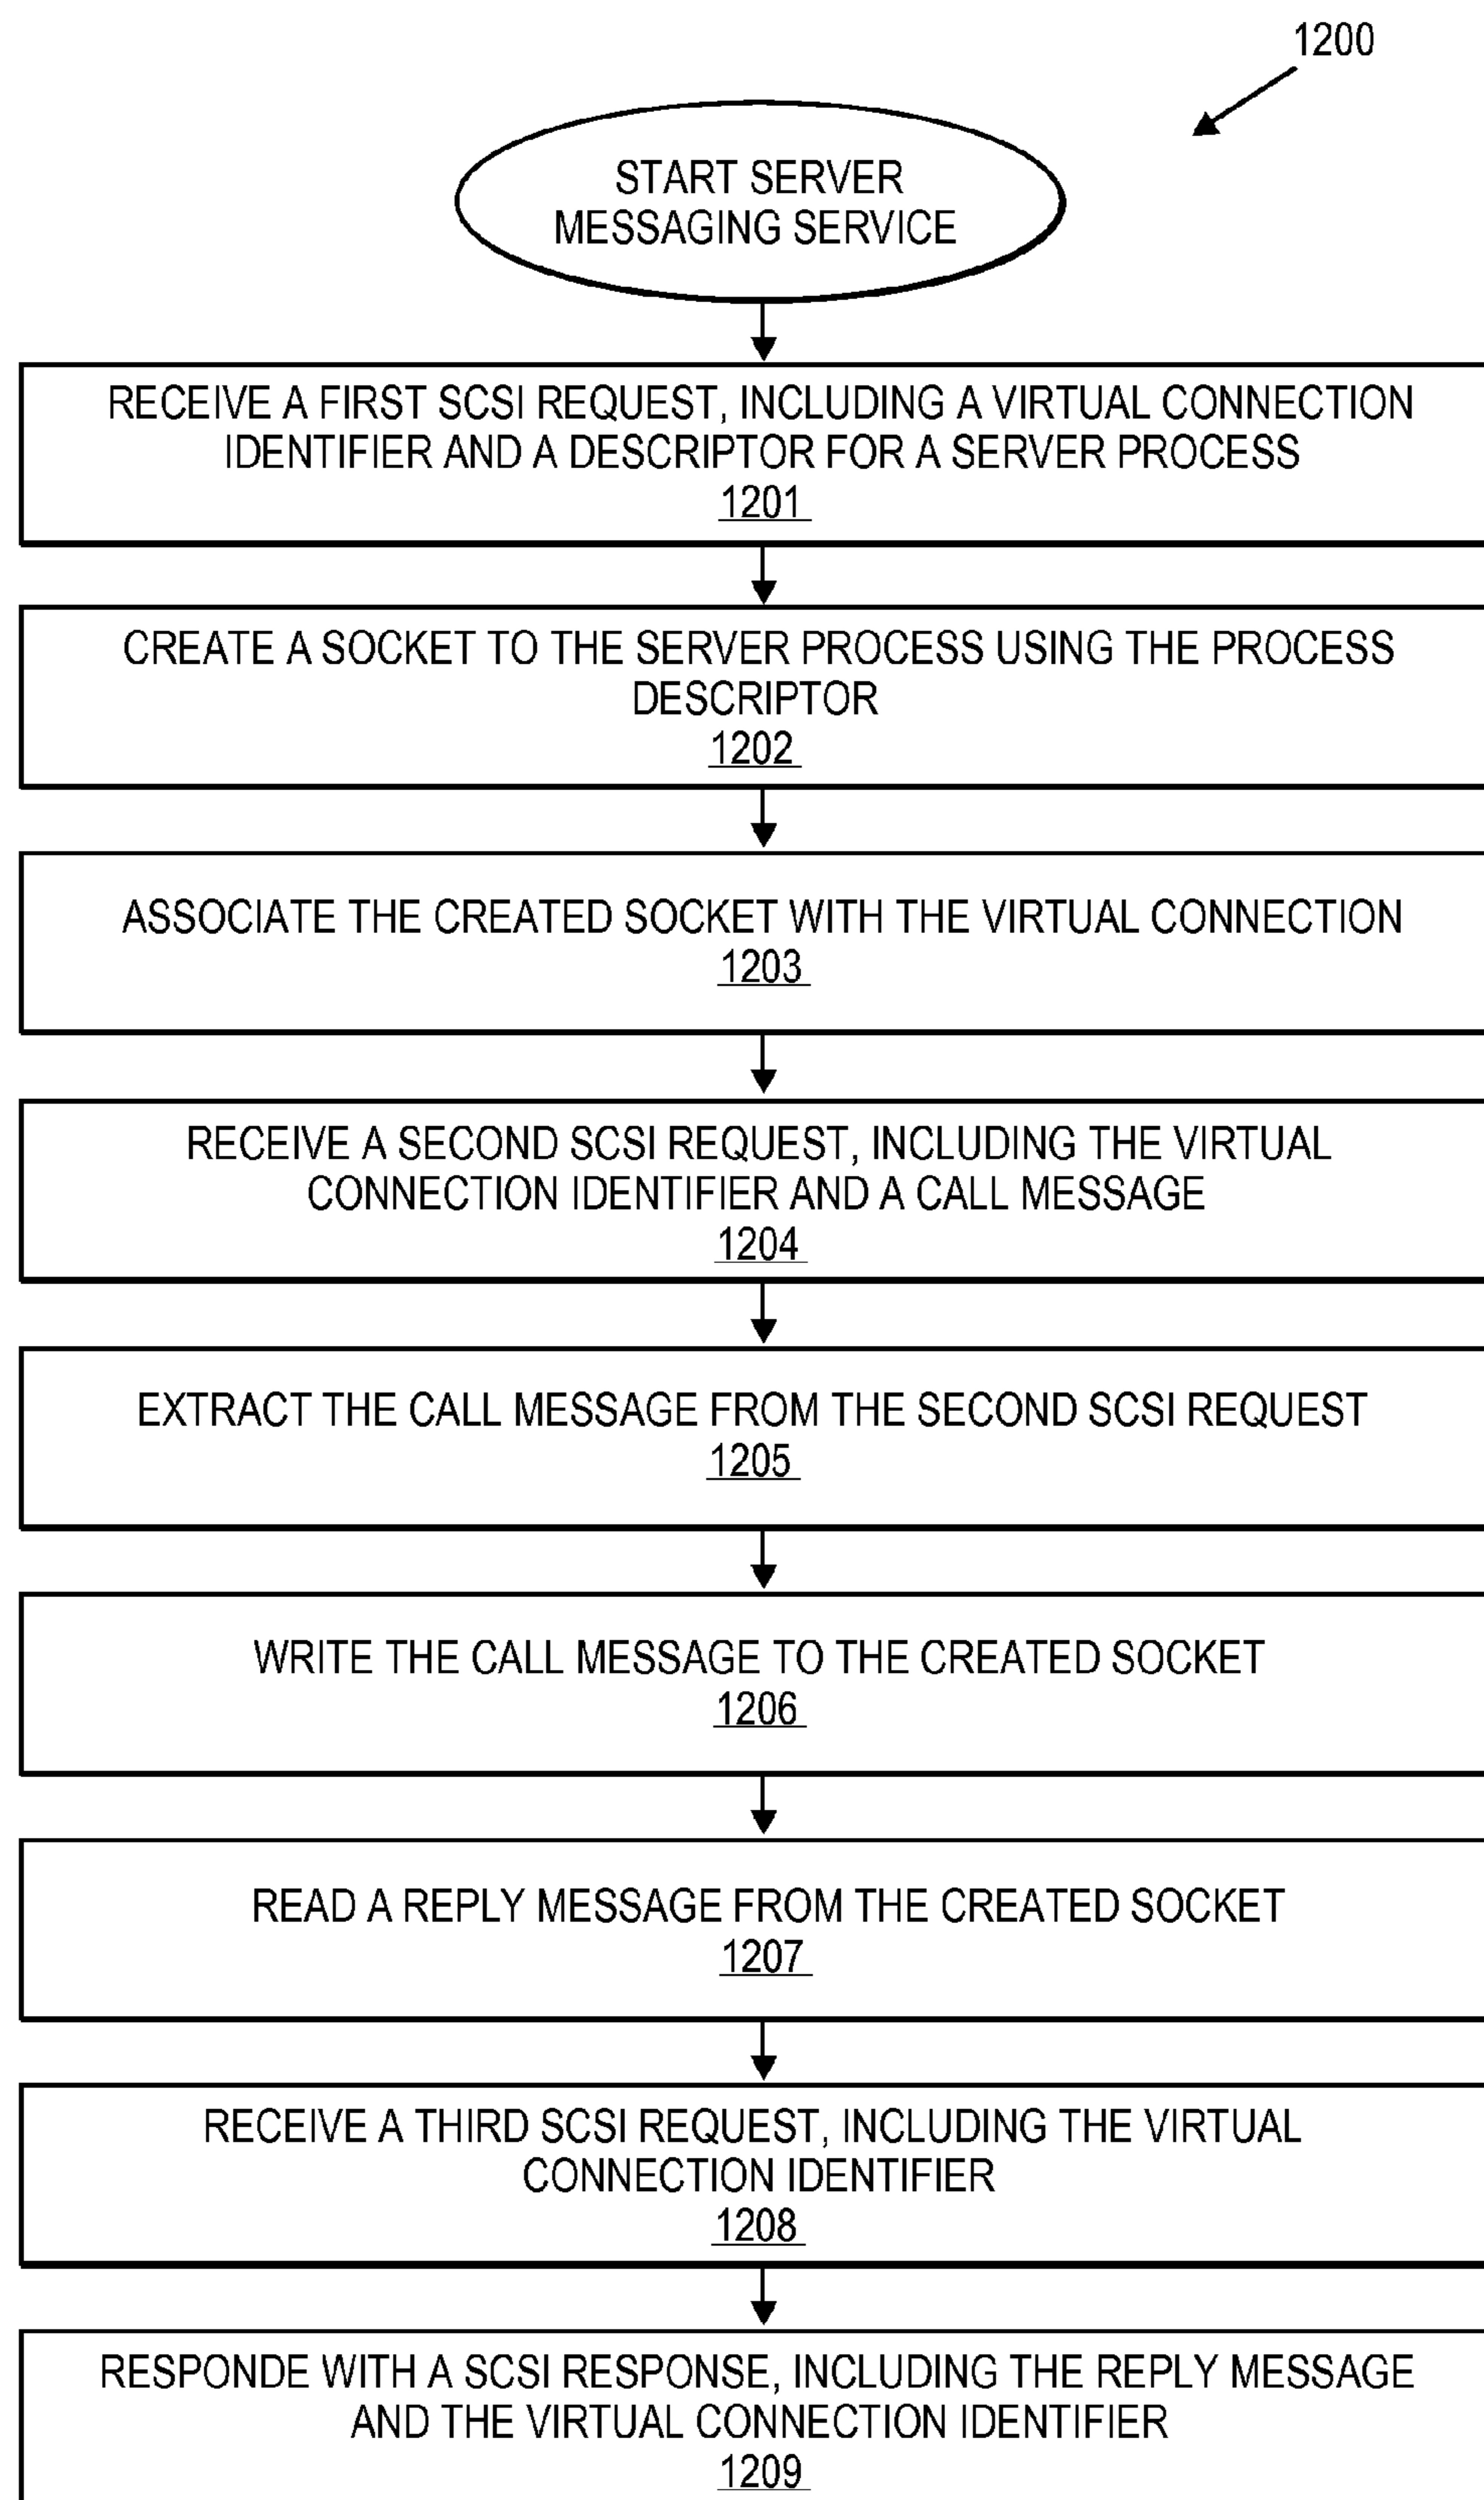 1200
START SERVER
MESSAGING SERVICE
RECEIVE A FIRST SCSI REQUEST, INCLUDING A VIRTUAL CONNECTION
IDENTIFIER AND A DESCRIPTOR FOR A SERVER PROCESS
1201
CREATE A SOCKET TO THE SERVER PROCESS USING THE PROCESS
DESCRIPTOR
1202
ASSOCIATE THE CREATED SOCKET WITH THE VIRTUAL CONNECTION
1203
RECEIVE A SECOND SCSI REQUEST, INCLUDING THE VIRTUAL
CONNECTION IDENTIFIER AND A CALL MESSAGE
1204
EXTRACT THE CALL MESSAGE FROM THE SECOND SCSI REQUEST
1205
WRITE THE CALL MESSAGE TO THE CREATED SOCKET
1206
READ A REPLY MESSAGE FROM THE CREATED SOCKET
1207
RECEIVE A THIRD SCSI REQUEST, INCLUDING THE VIRTUAL
CONNECTION IDENTIFIER
1208
RESPONDE WITH A SCSI RESPONSE, INCLUDING THE REPLY MESSAGE
AND THE VIRTUAL CONNECTION IDENTIFIER
1209